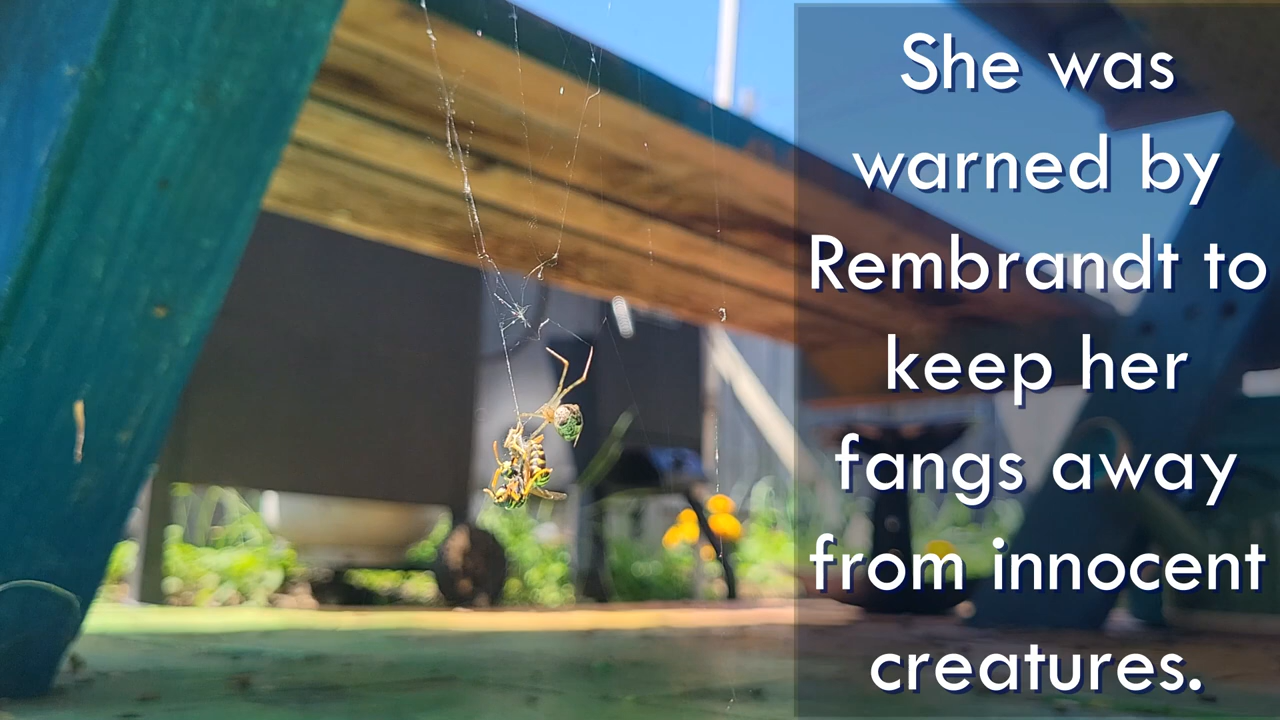 She was
warned by
Rembrandt to
keep her
fangs away
from innocent
creatures.